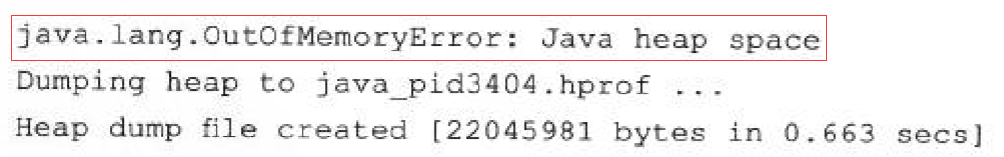 java.lang.OutOfMemoryError: Java heap space
Dumping heap to java_pid3404.hprof ...
Heap dump file created [22045981 bytes in 0.663 secs]